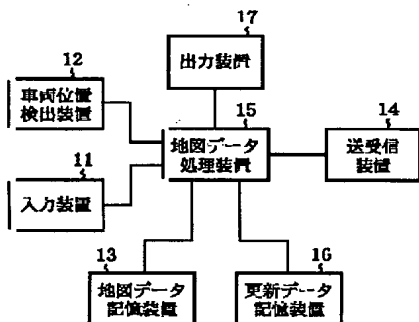 17
出力装置
12
車両位置
検出装置
15
地図データ
処理装置
14
送受信
装置
11
入力装置
13
地図データ
記憶装置
16
更新データ
記憶装置